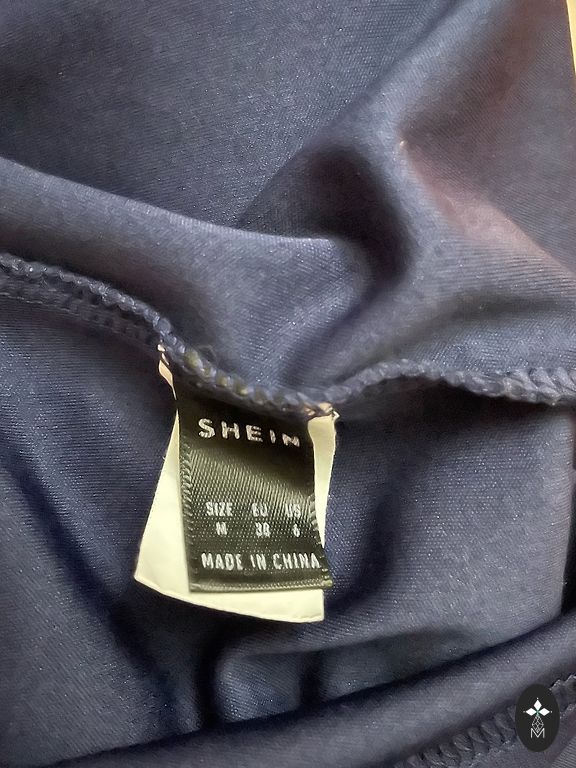 SHEIN
SIZE EU US
M 38 6
MADE IN CHINA
M